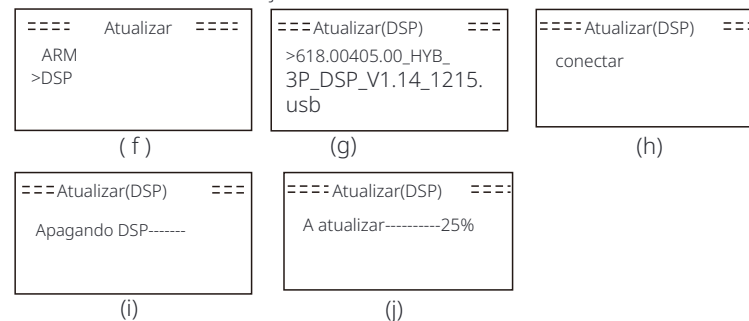 ==== Atualizar ====
ARM
>DSP
( f )
===Atualizar(DSP) ===
>618.00405.00_HYB_
3P_DSP_V1.14_1215.
usb
(g)
====Atualizar(DSP) ===
conectar
(h)
===Atualizar(DSP) ===
Apagando DSP-------
(i)
====Atualizar(DSP) ====
A atualizar----------25%
(j)